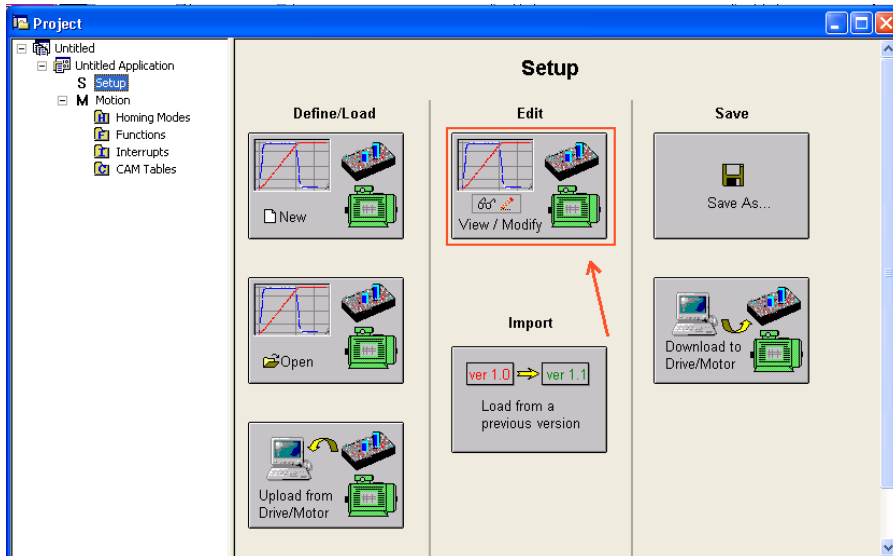 Project
Untitled
Untitled Application
S Setup
M Motion
H Homing Modes
F Functions
I Interrupts
C CAM Tables
Setup
Define/Load
New
Open
Upload from
Drive/Motor
Edit
View / Modify
Import
ver 1.0 ver 1.1
Load from a
previous version
Save
Save As...
Download to
Drive/Motor